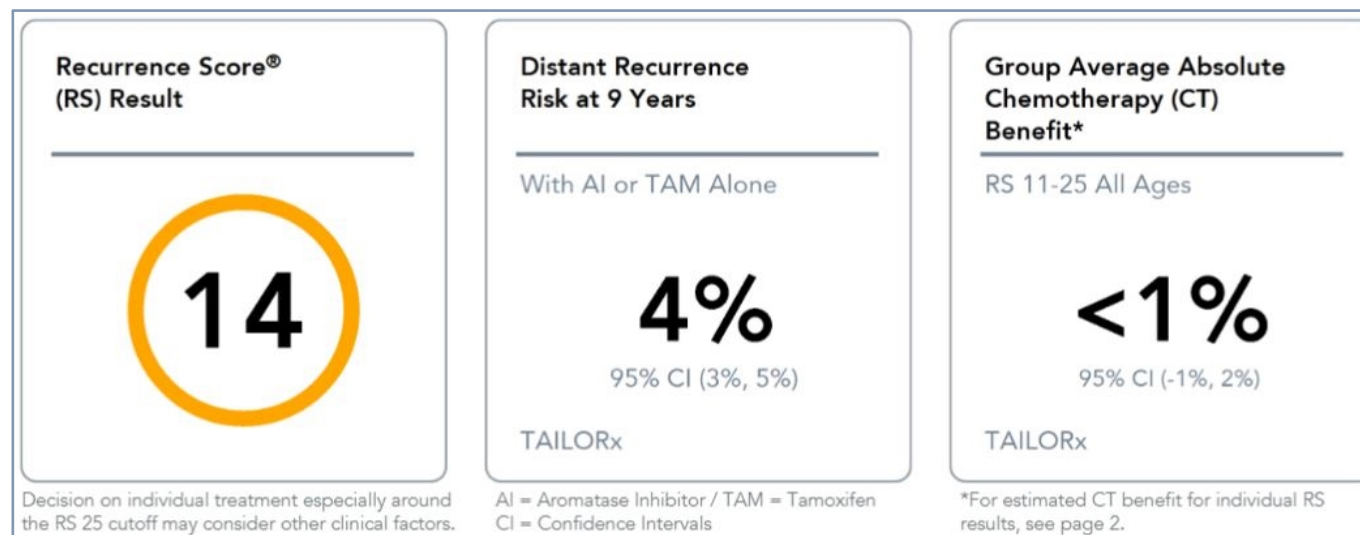 Recurrence Score®
(RS) Result
14
Decision on individual treatment especially around
the RS 25 cutoff may consider other clinical factors.
Distant Recurrence
Risk at 9 Years
With AI or TAM Alone
4%
95% CI (3%, 5%)
TAILORx
AI = Aromatase Inhibitor / TAM = Tamoxifen
CI = Confidence Intervals
Group Average Absolute
Chemotherapy (CT)
Benefit*
RS 11-25 All Ages
<1%
95% CI (-1%, 2%)
TAILORx
*For estimated CT benefit for individual RS
results, see page 2.